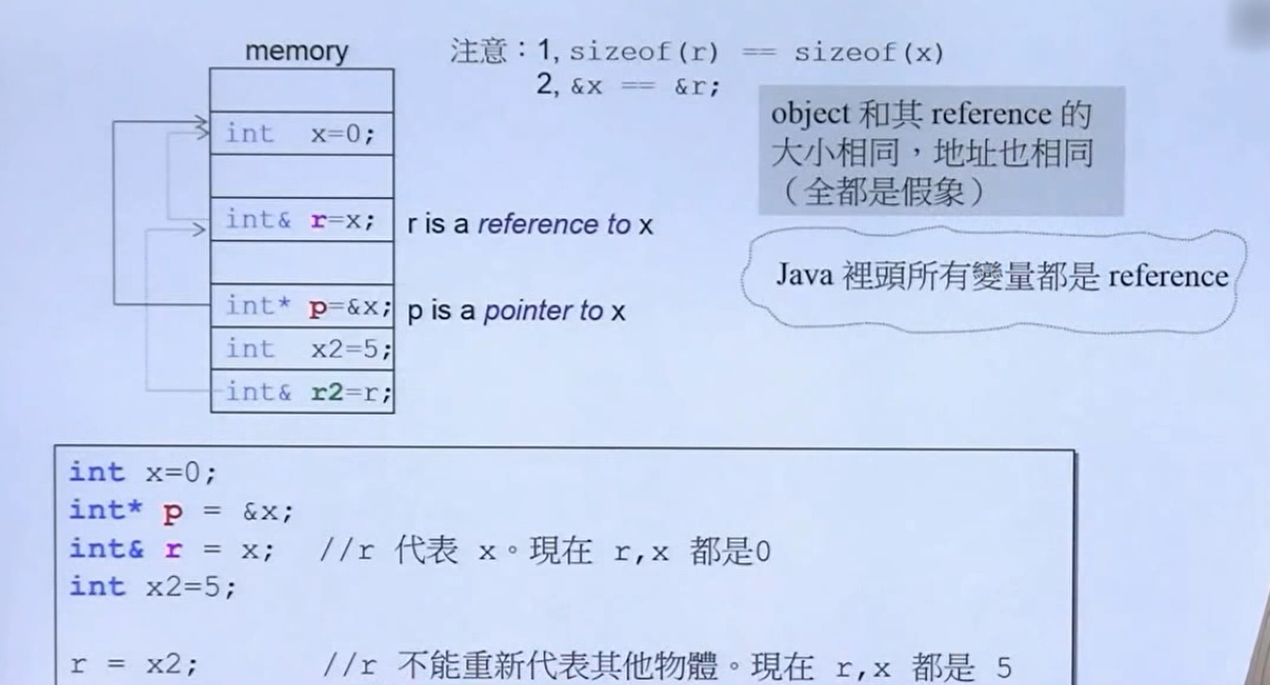 memory
注意：1, sizeof(r) == sizeof(x)
2, &x == &r;
object 和其 reference 的
大小相同，地址也相同
（全都是假象）
int x=0;
int& r=x;
r is a reference to x
Java 裡頭所有變量都是 reference
int* p=&x;
p is a pointer to x
int x2=5;
int& r2=r;
int x=0;
int* p = &x;
int& r = x; //r 代表 x。現在 r,x 都是0
int x2=5;
r = x2; //r 不能重新代表其他物體。現在 r,x 都是 5